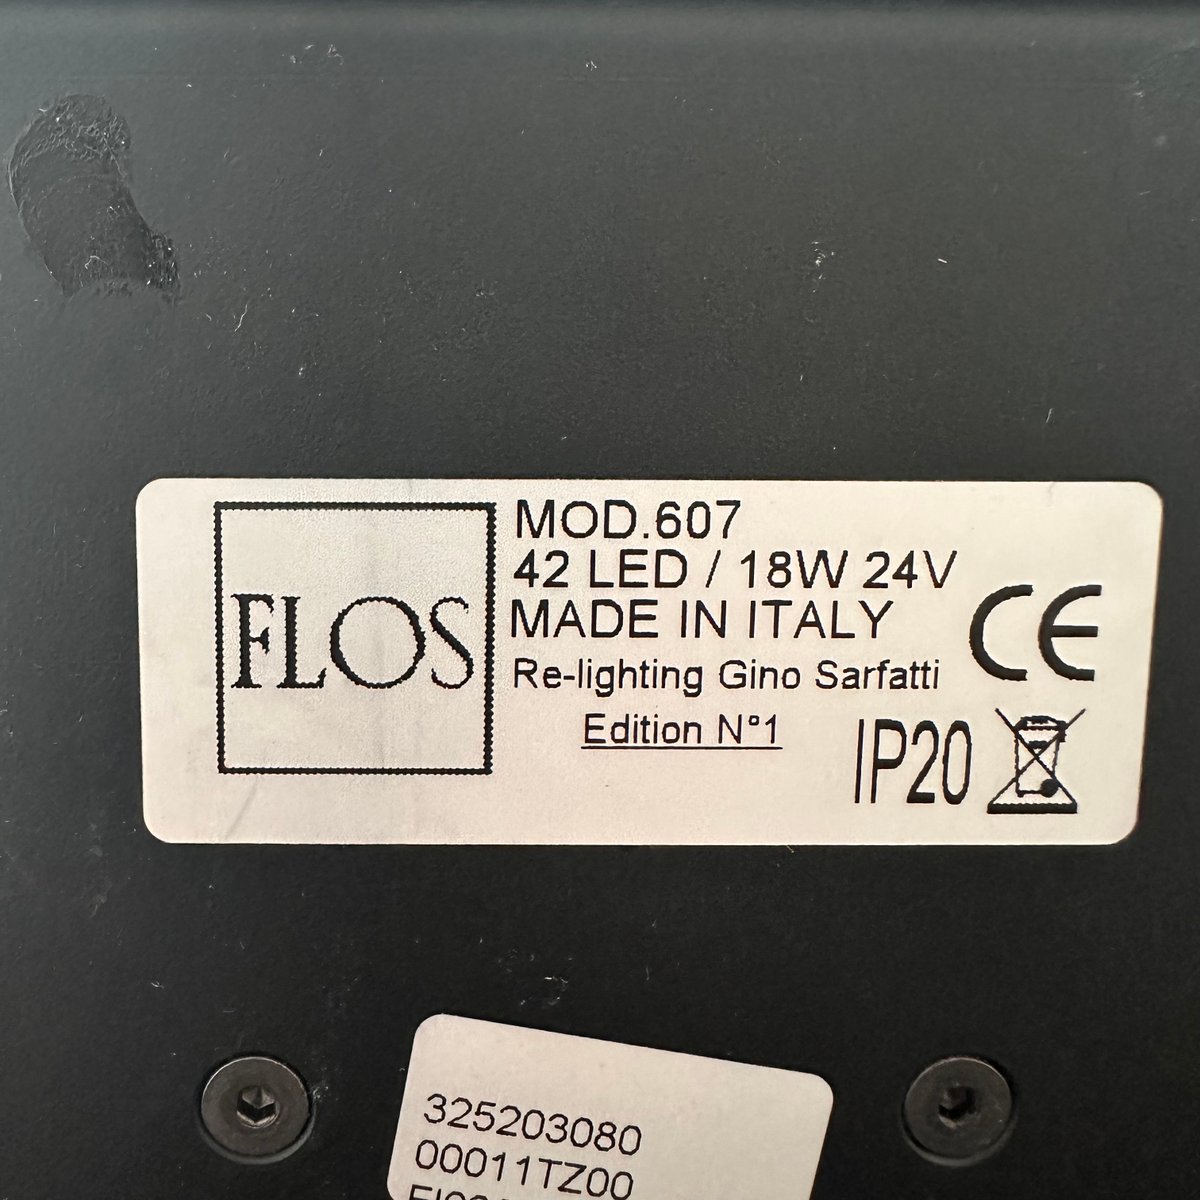 FLOS
MOD.607
42 LED / 18W 24V
MADE IN ITALY
Re-lighting Gino Sarfatti
Edition N°1
CE
IP20
325203080
00011TZ00